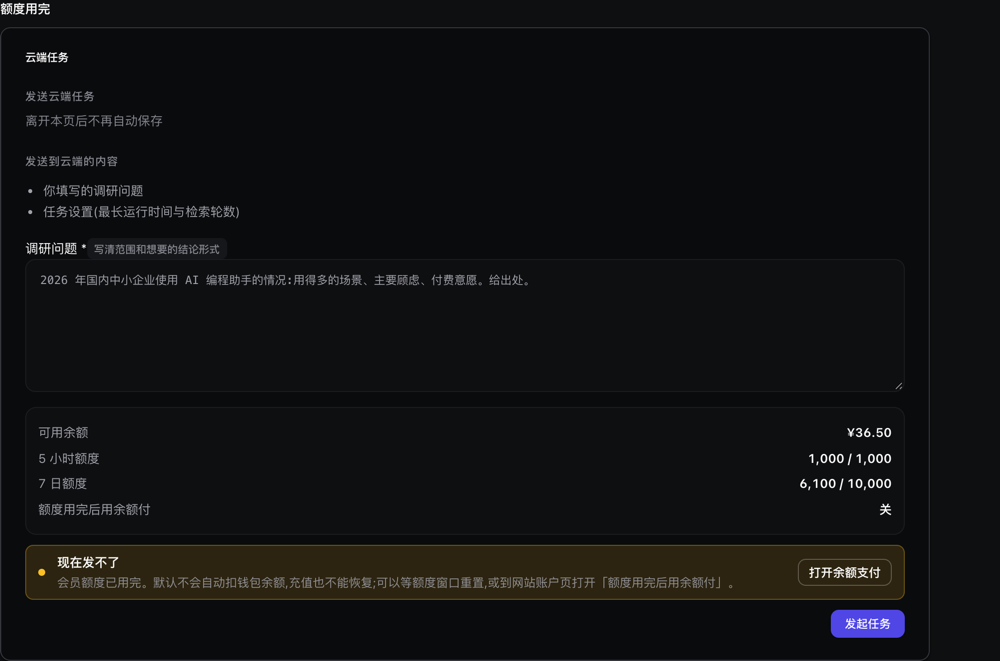 额度用完
云端任务
发送云端任务
离开本页后不再自动保存
发送到云端的内容
• 你填写的调研问题
• 任务设置(最长运行时间与检索轮数)
调研问题 * 写清范围和想要的结论形式
2026 年国内中小企业使用 AI 编程助手的情况:用得多的场景、主要顾虑、付费意愿。给出处。
可用余额 ¥36.50
5 小时额度 1,000 / 1,000
7 日额度 6,100 / 10,000
额度用完后用余额付 关
现在发不了
会员额度已用完。默认不会自动扣钱包余额,充值也不能恢复;可以等额度窗口重置,或到网站账户页打开「额度用完后用余额付」。
打开余额支付
发起任务